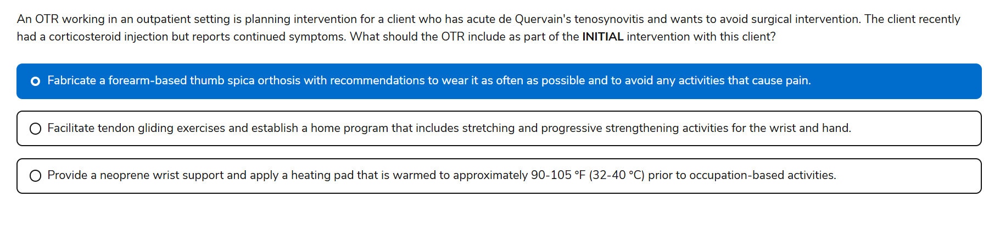 An OTR working in an outpatient setting is planning intervention for a client who has acute de Quervain's tenosynovitis and wants to avoid surgical intervention. The client recently
had a corticosteroid injection but reports continued symptoms. What should the OTR include as part of the INITIAL intervention with this client?
Fabricate a forearm-based thumb spica orthosis with recommendations to wear it as often as possible and to avoid any activities that cause pain.
Facilitate tendon gliding exercises and establish a home program that includes stretching and progressive strengthening activities for the wrist and hand.
Provide a neoprene wrist support and apply a heating pad that is warmed to approximately 90-105 °F (32-40 °C) prior to occupation-based activities.